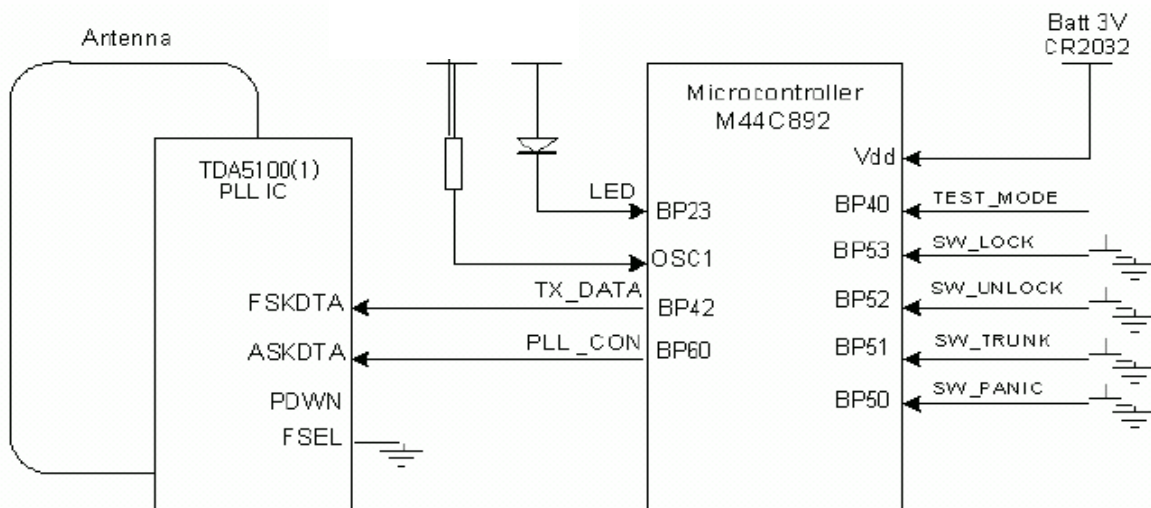 Antenna
Batt 3V
CR2032
TDA5100(1)
PLL IC
FSKDTA
ASKDTA
PDWN
FSEL
LED
TX_DATA
PLL_CON
Microcontroller
M44C892
BP23
OSC1
BP42
BP60
Vdd
BP40
BP53
BP52
BP51
BP50
TEST_MODE
SW_LOCK
SW_UNLOCK
SW_TRUNK
SW_PANIC